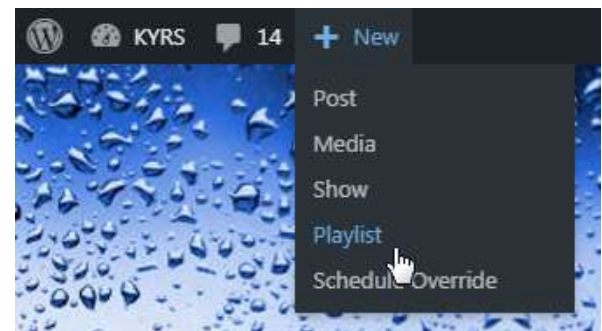 KYRS 14 New
Post
Media
Show
Playlist
Schedule Override